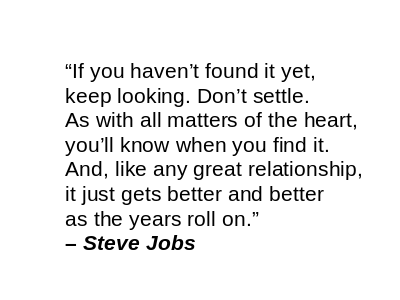 “If you haven’t found it yet,
keep looking. Don’t settle.
As with all matters of the heart,
you’ll know when you find it.
And, like any great relationship,
it just gets better and better
as the years roll on.”
– Steve Jobs